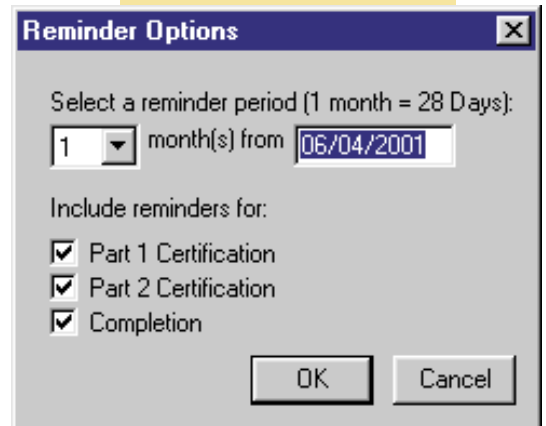 Reminder Options
Select a reminder period (1 month = 28 Days):
1 month(s) from 06/04/2001
Include reminders for:
Part 1 Certification
Part 2 Certification
Completion
OK Cancel